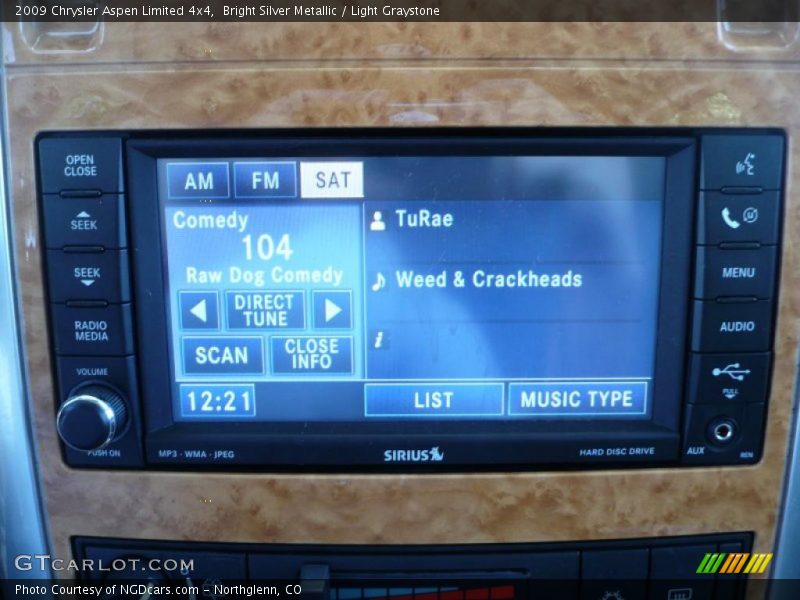 2009 Chrysler Aspen Limited 4x4, Bright Silver Metallic / Light Graystone
OPEN CLOSE
SEEK
SEEK
RADIO MEDIA
VOLUME
PUSH ON
AM FM SAT
Comedy
104
Raw Dog Comedy
DIRECT TUNE
SCAN
CLOSE INFO
12:21
TuRae
Weed & Crackheads
i
LIST
MUSIC TYPE
MP3 - WMA - JPEG
SIRIUS
HARD DISC DRIVE
MENU
AUDIO
PULL
AUX
REN
GTCARLOT.COM
Photo Courtesy of NGDcars.com - Northglenn, CO